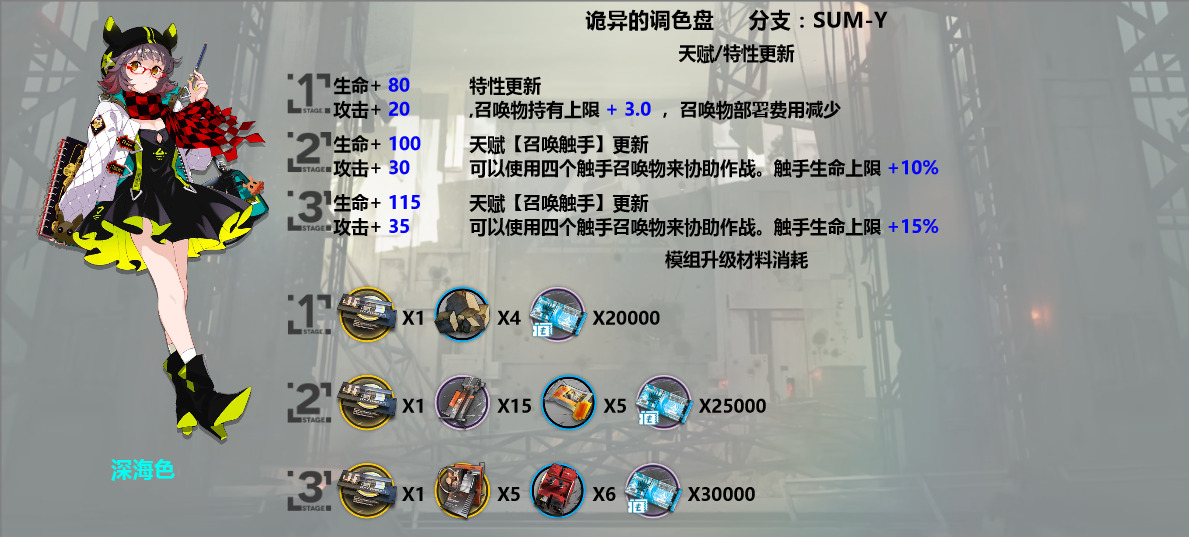 诡异的调色盘 分支：SUM-Y
天赋/特性更新
1 STAGE.
生命+ 80 特性更新
攻击+ 20 ,召唤物持有上限 + 3.0 ，召唤物部署费用减少
2 STAGE.
生命+ 100 天赋【召唤触手】更新
攻击+ 30 可以使用四个触手召唤物来协助作战。触手生命上限 +10%
3 STAGE.
生命+ 115 天赋【召唤触手】更新
攻击+ 35 可以使用四个触手召唤物来协助作战。触手生命上限 +15%
模组升级材料消耗
1 STAGE. X1 X4 X20000
2 STAGE. X1 X15 X5 X25000
深海色
3 STAGE. X1 X5 X6 X30000